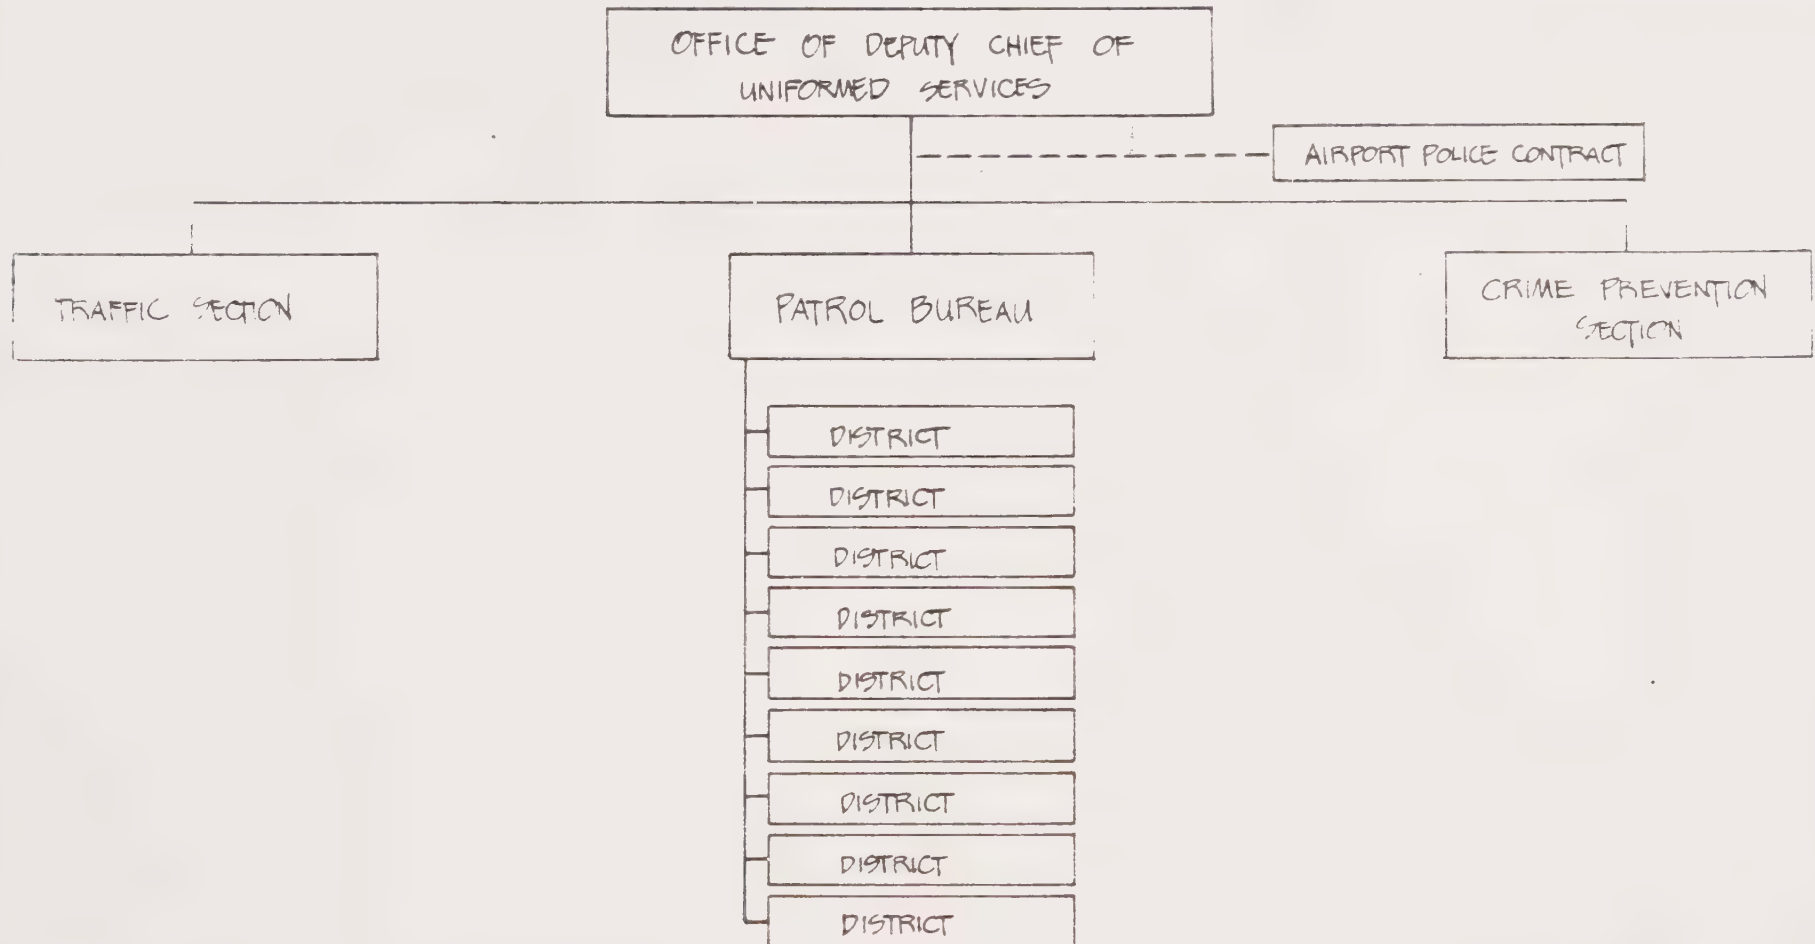 OFFICE OF DEPUTY CHIEF OF
UNIFORMED SERVICES
AIRPORT POLICE CONTRACT
TRAFFIC SECTION
PATROL BUREAU
CRIME PREVENTION
SECTION
DISTRICT
DISTRICT
DISTRICT
DISTRICT
DISTRICT
DISTRICT
DISTRICT
DISTRICT
DISTRICT